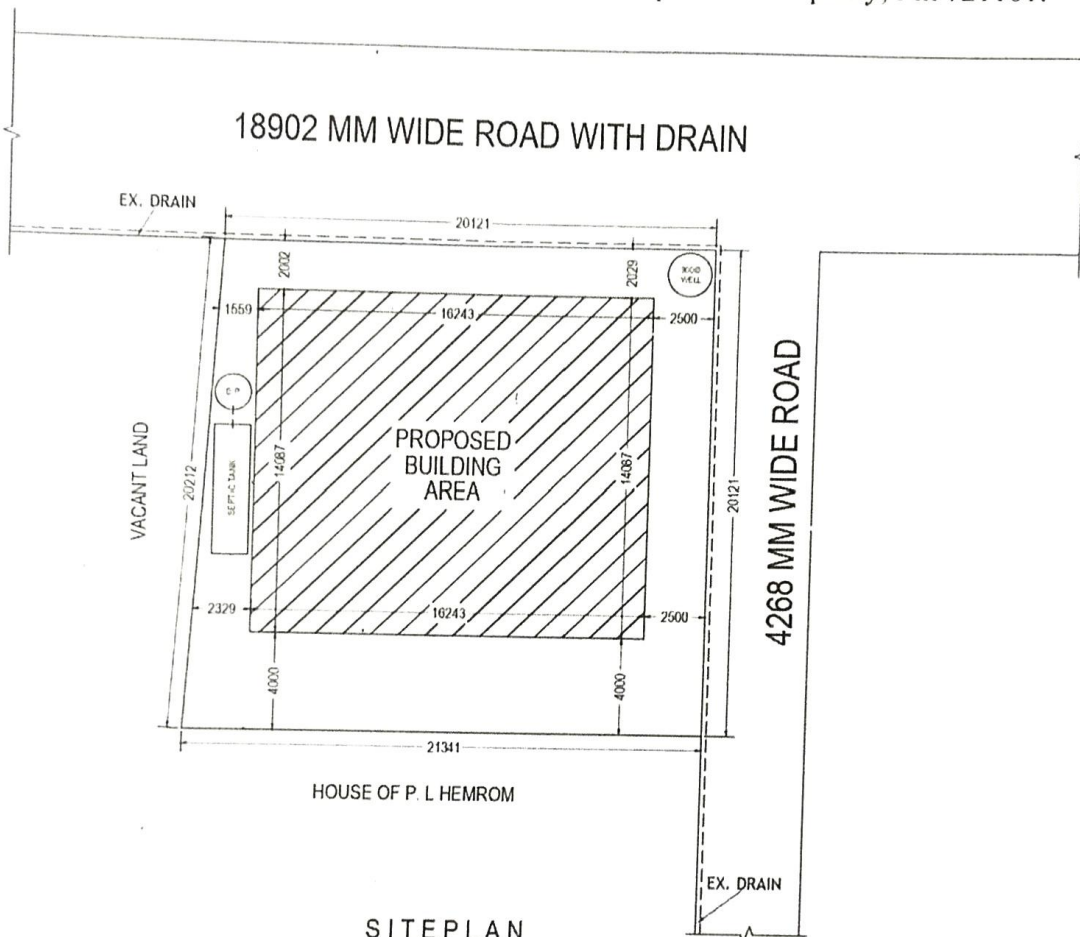 18902 MM WIDE ROAD WITH DRAIN
EX. DRAIN
20121
2002
2029
WELL
1559
16243
2500
PROPOSED
BUILDING
AREA
14087
14087
VACANT LAND
20212
SEPTIC TANK
20121
4268 MM WIDE ROAD
2329
16243
2500
4000
4000
21341
HOUSE OF P. L HEMROM
EX. DRAIN
SITEPLAN